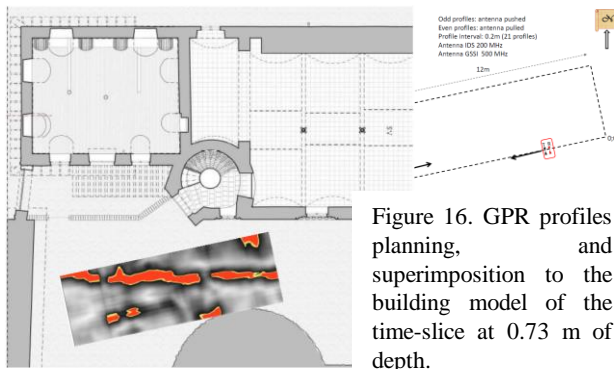 Odd profiles: antenna pushed
Even profiles: antenna pulled
Profile interval: 0.2m (21 profiles)
Antenna IDS 200 MHz
Antenna GSSI 500 MHz
12m
Figure 16. GPR profiles
planning, and
superimposition to the
building model of the
time-slice at 0.73 m of
depth.